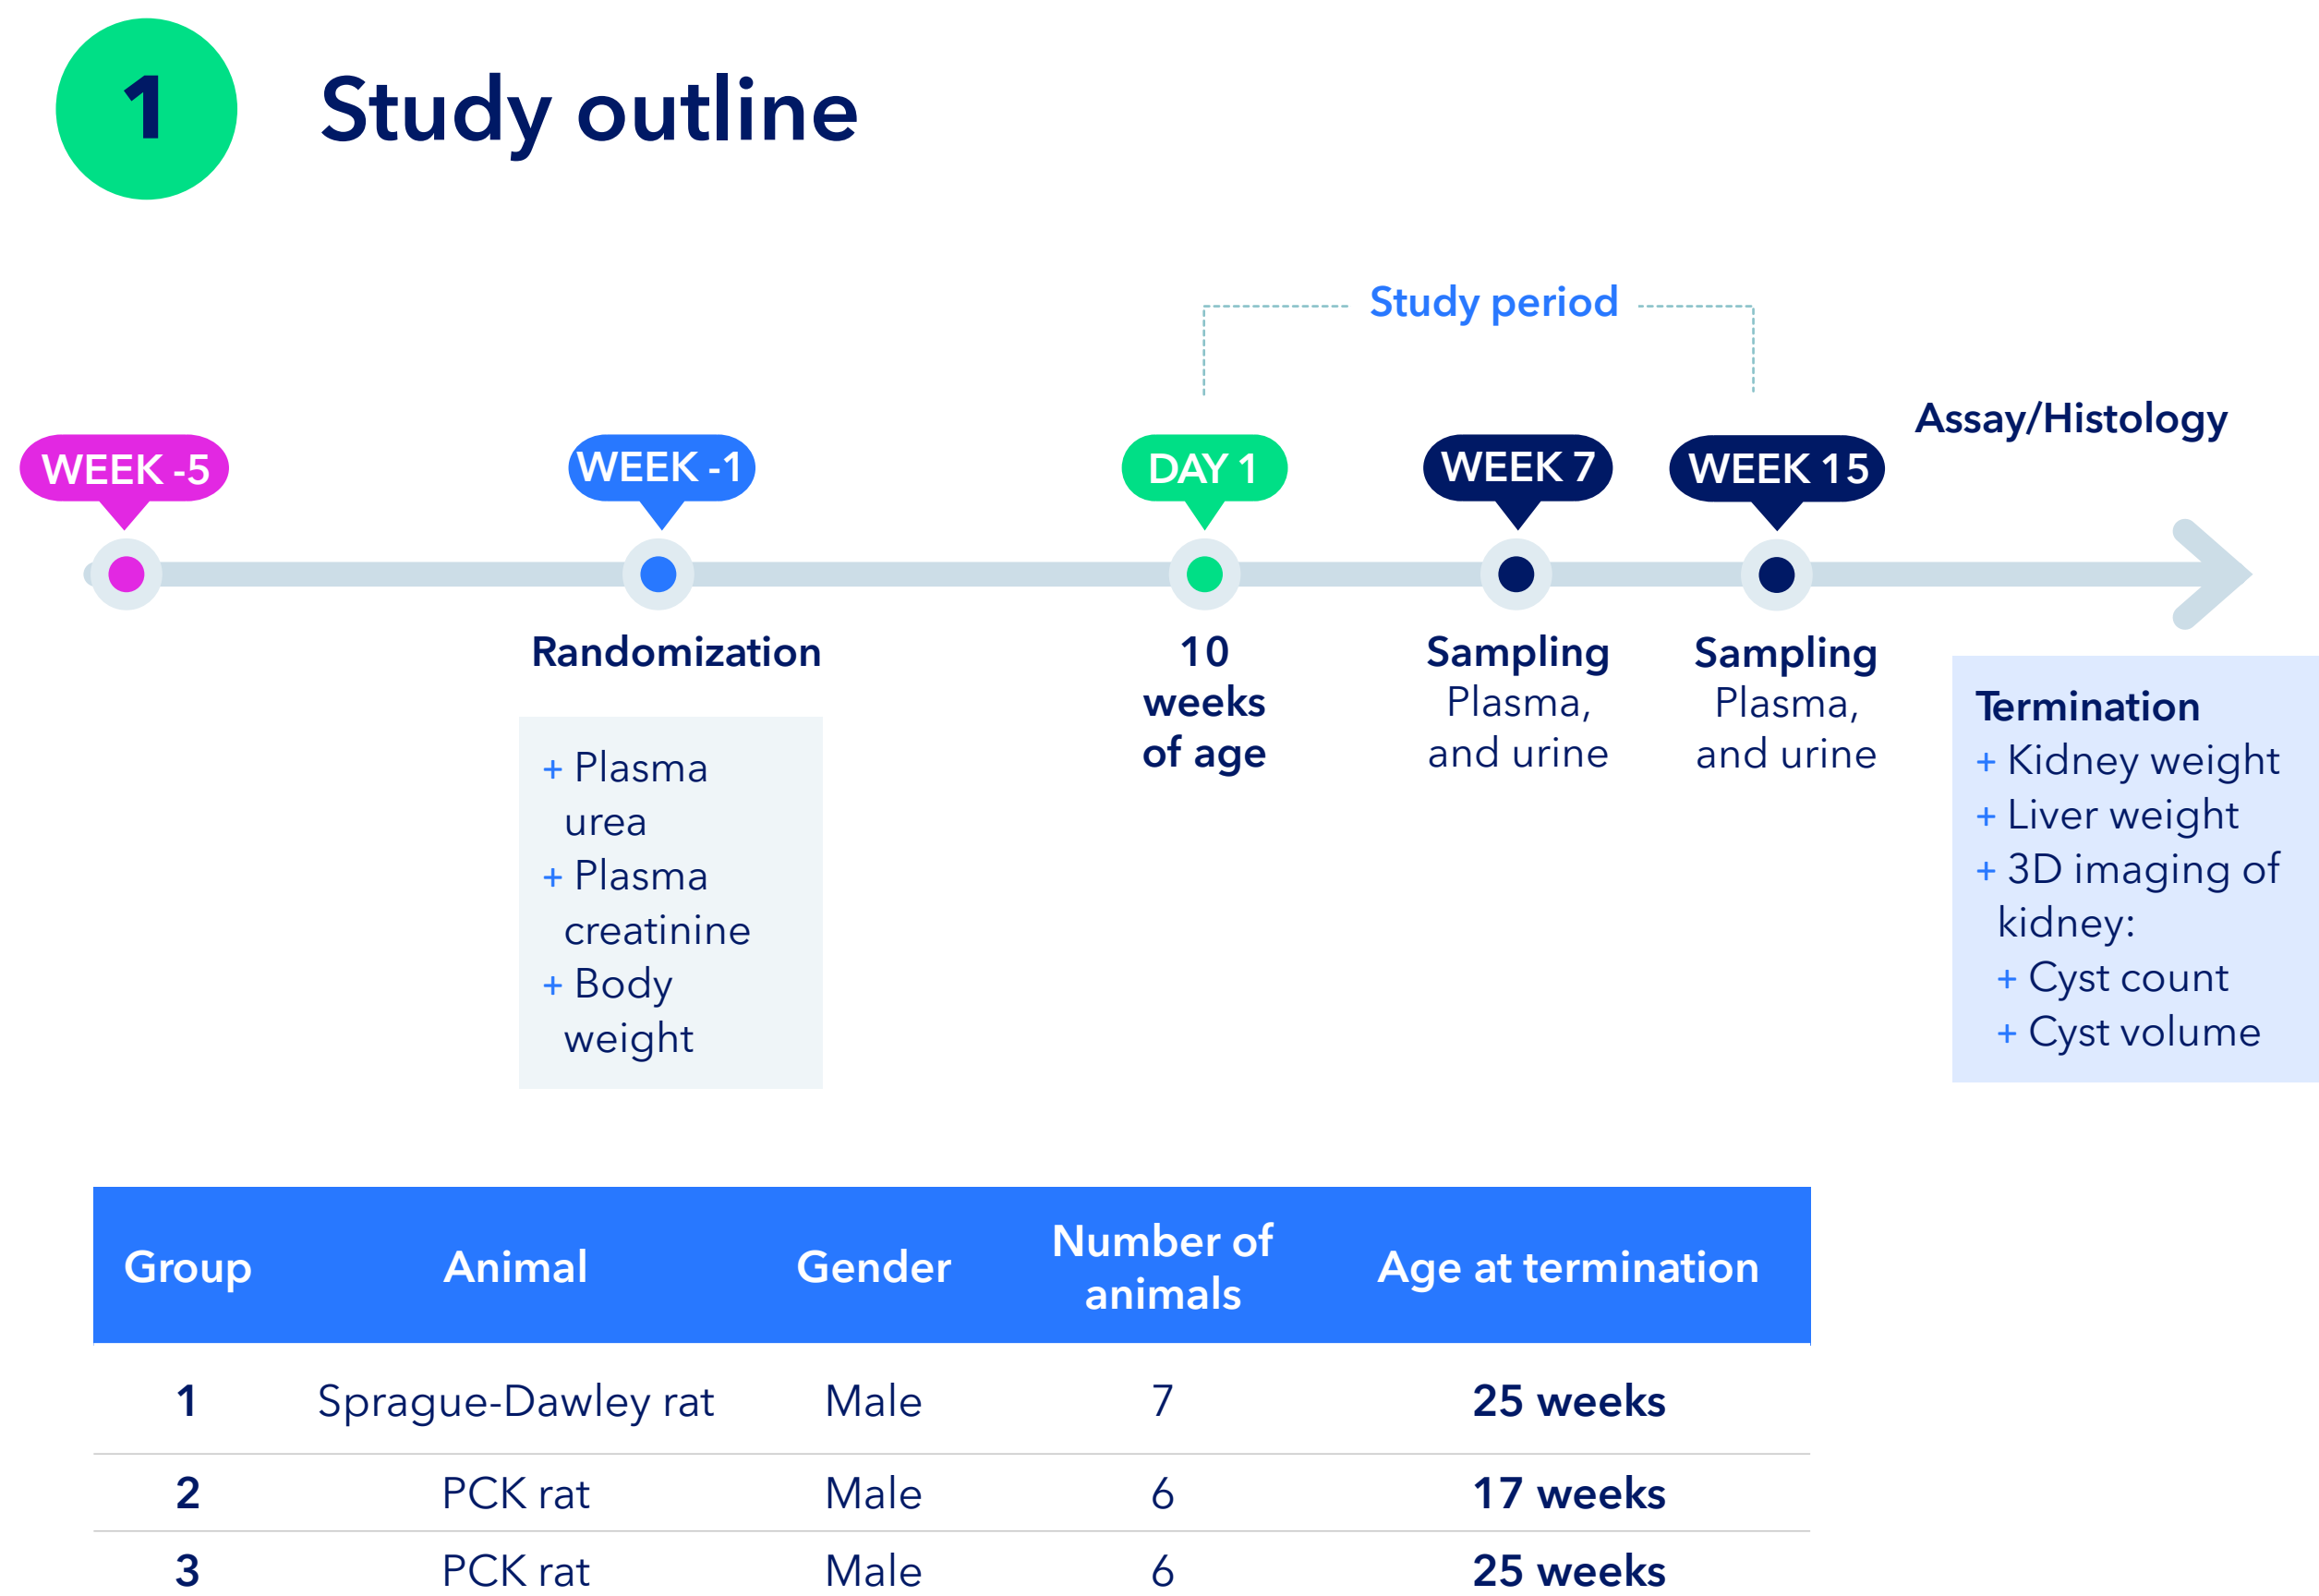 1
Study outline
Study period
Assay/Histology
WEEK -5
WEEK -1
DAY 1
WEEK 7
WEEK 15
Randomization
+ Plasma
urea
+ Plasma
creatinine
+ Body
weight
10
weeks
of age
Sampling
Plasma,
and urine
Sampling
Plasma,
and urine
Termination
+ Kidney weight
+ Liver weight
+ 3D imaging of
kidney:
+ Cyst count
+ Cyst volume
Group Animal Gender Number of animals Age at termination
1 Sprague-Dawley rat Male 7 25 weeks
2 PCK rat Male 6 17 weeks
3 PCK rat Male 6 25 weeks